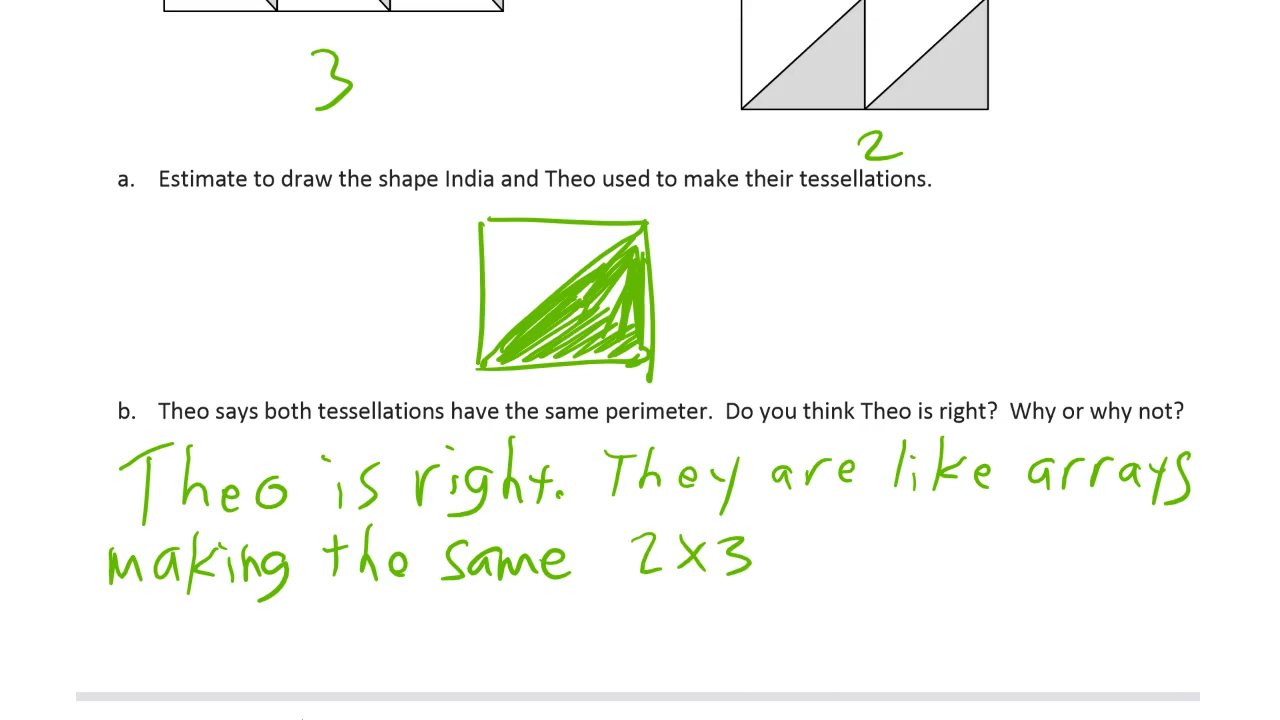 3
2
a. Estimate to draw the shape India and Theo used to make their tessellations.
b. Theo says both tessellations have the same perimeter. Do you think Theo is right? Why or why not?
Theo is right. They are like arrays
making the same 2x3